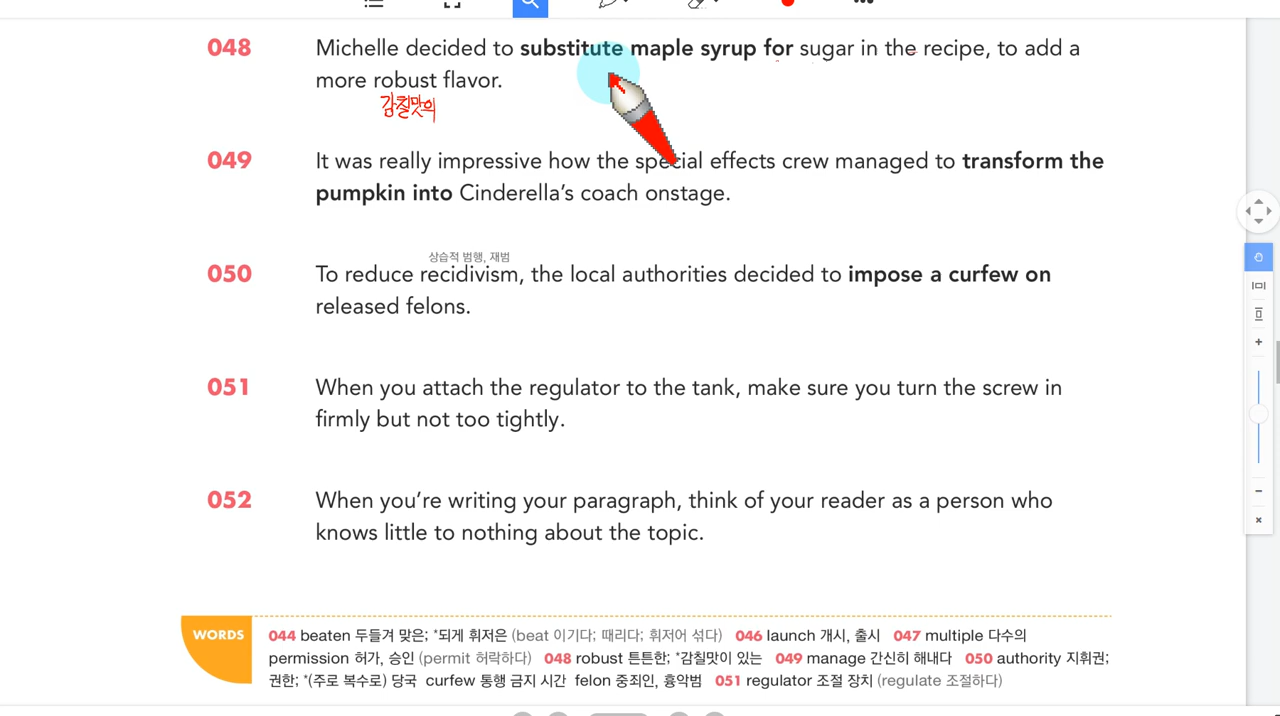 048 Michelle decided to substitute maple syrup for sugar in the recipe, to add a
more robust flavor.
감칠맛의
049 It was really impressive how the special effects crew managed to transform the
pumpkin into Cinderella's coach onstage.
상습적 범행, 재범
050 To reduce recidivism, the local authorities decided to impose a curfew on
released felons.
051 When you attach the regulator to the tank, make sure you turn the screw in
firmly but not too tightly.
052 When you're writing your paragraph, think of your reader as a person who
knows little to nothing about the topic.
WORDS 044 beaten 두들겨 맞은; *되게 휘저은 (beat 이기다; 때리다; 휘저어 섞다) 046 launch 개시, 출시 047 multiple 다수의
permission 허가, 승인 (permit 허락하다) 048 robust 튼튼한; *감칠맛이 있는 049 manage 간신히 해내다 050 authority 지휘권;
권한; *(주로 복수로) 당국 curfew 통행 금지 시간 felon 중죄인, 흉악범 051 regulator 조절 장치 (regulate 조절하다)